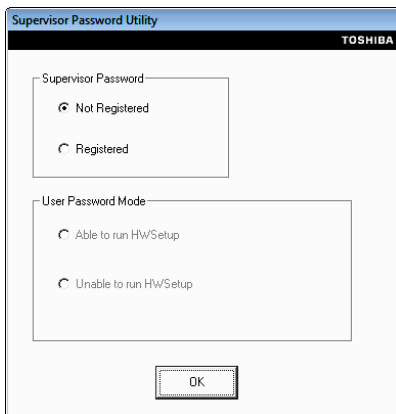 Supervisor Password Utility
TOSHIBA
Supervisor Password
Not Registered
Registered
User Password Mode
Able to run HWSetup
Unable to run HWSetup
OK